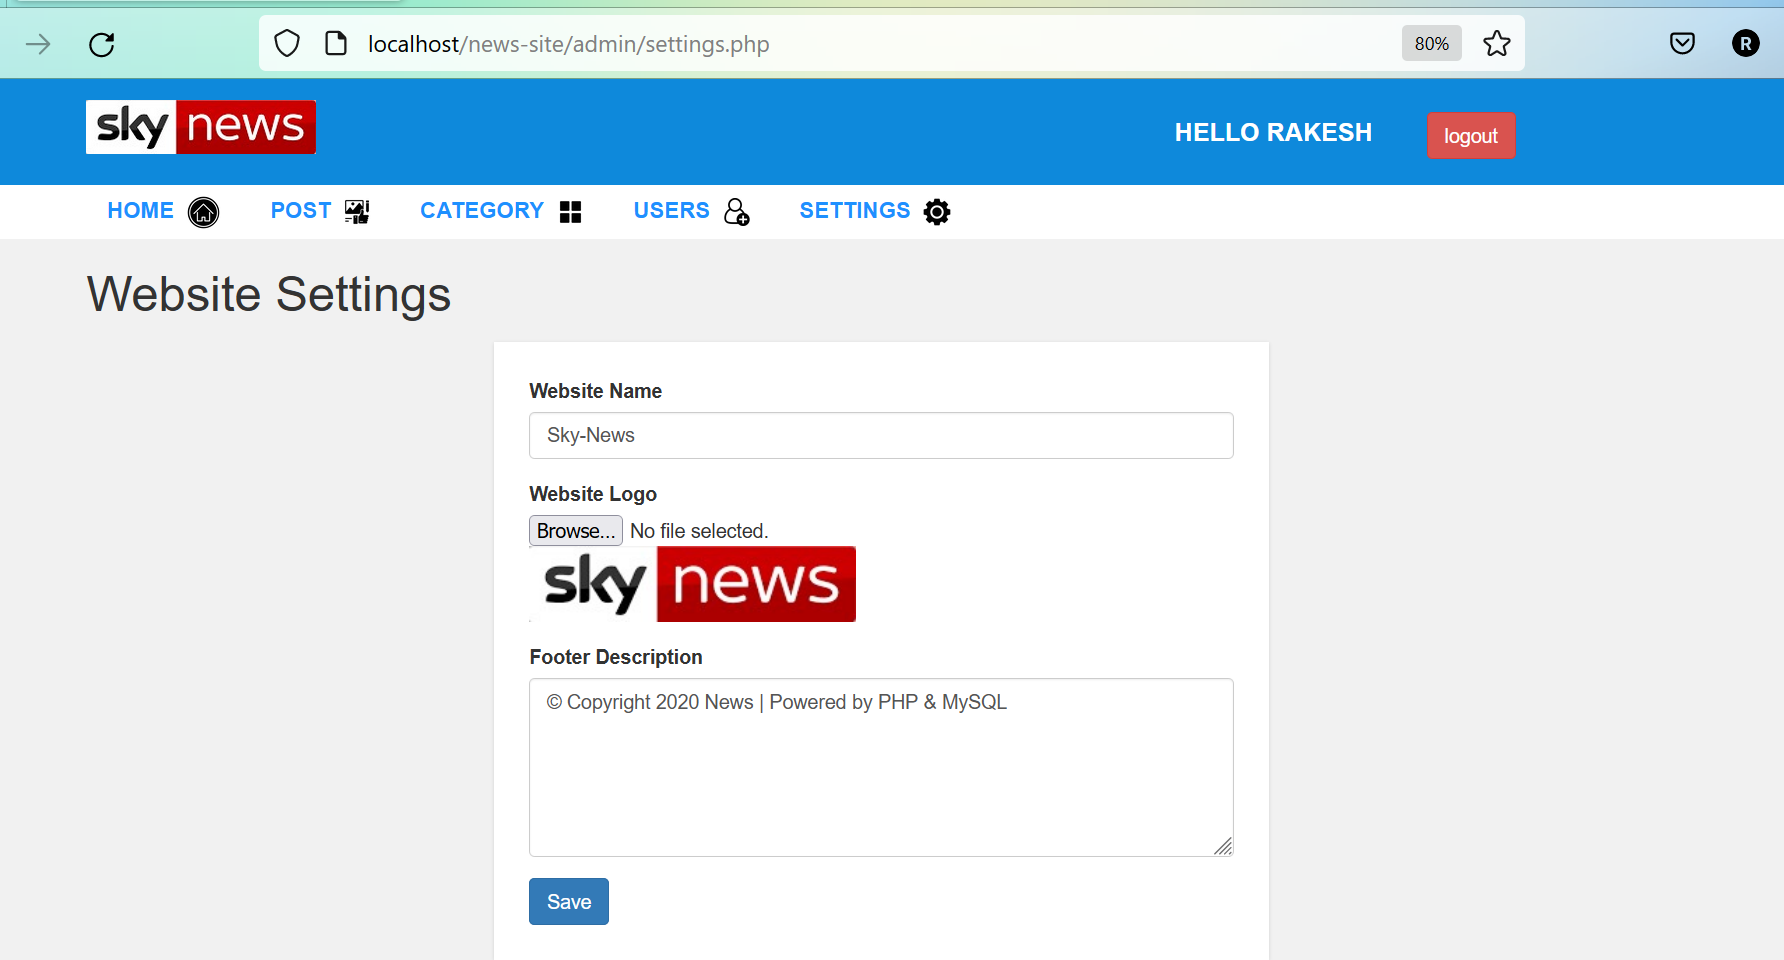 localhost/news-site/admin/settings.php
80%
R
sky news
HELLO RAKESH
logout
HOME
POST
CATEGORY
USERS
SETTINGS
Website Settings
Website Name
Sky-News
Website Logo
Browse... No file selected.
sky news
Footer Description
© Copyright 2020 News | Powered by PHP & MySQL
Save